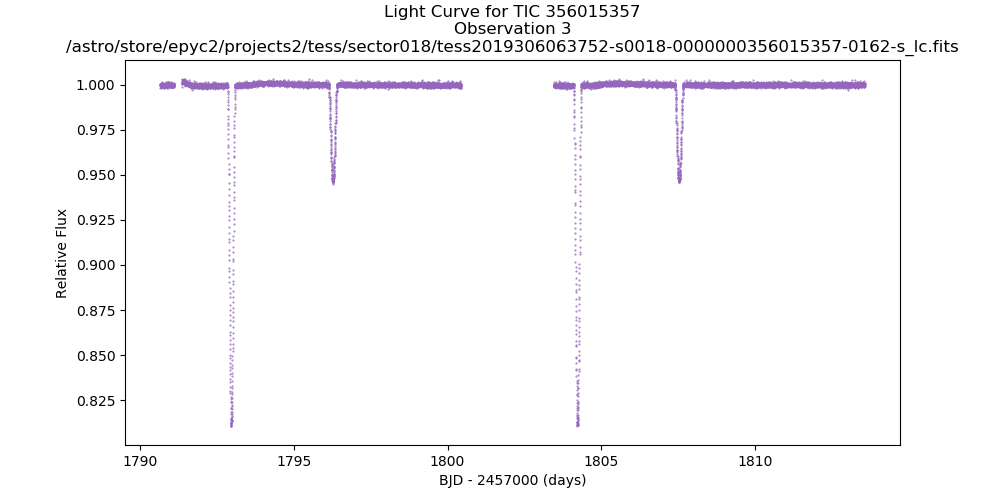 Light Curve for TIC 356015357
Observation 3
/astro/store/epyc2/projects2/tess/sector018/tess2019306063752-s0018-0000000356015357-0162-s_lc.fits
1.000
0.975
0.950
0.925
0.900
0.875
0.850
0.825
Relative Flux
1790
1795
1800
1805
1810
BJD - 2457000 (days)